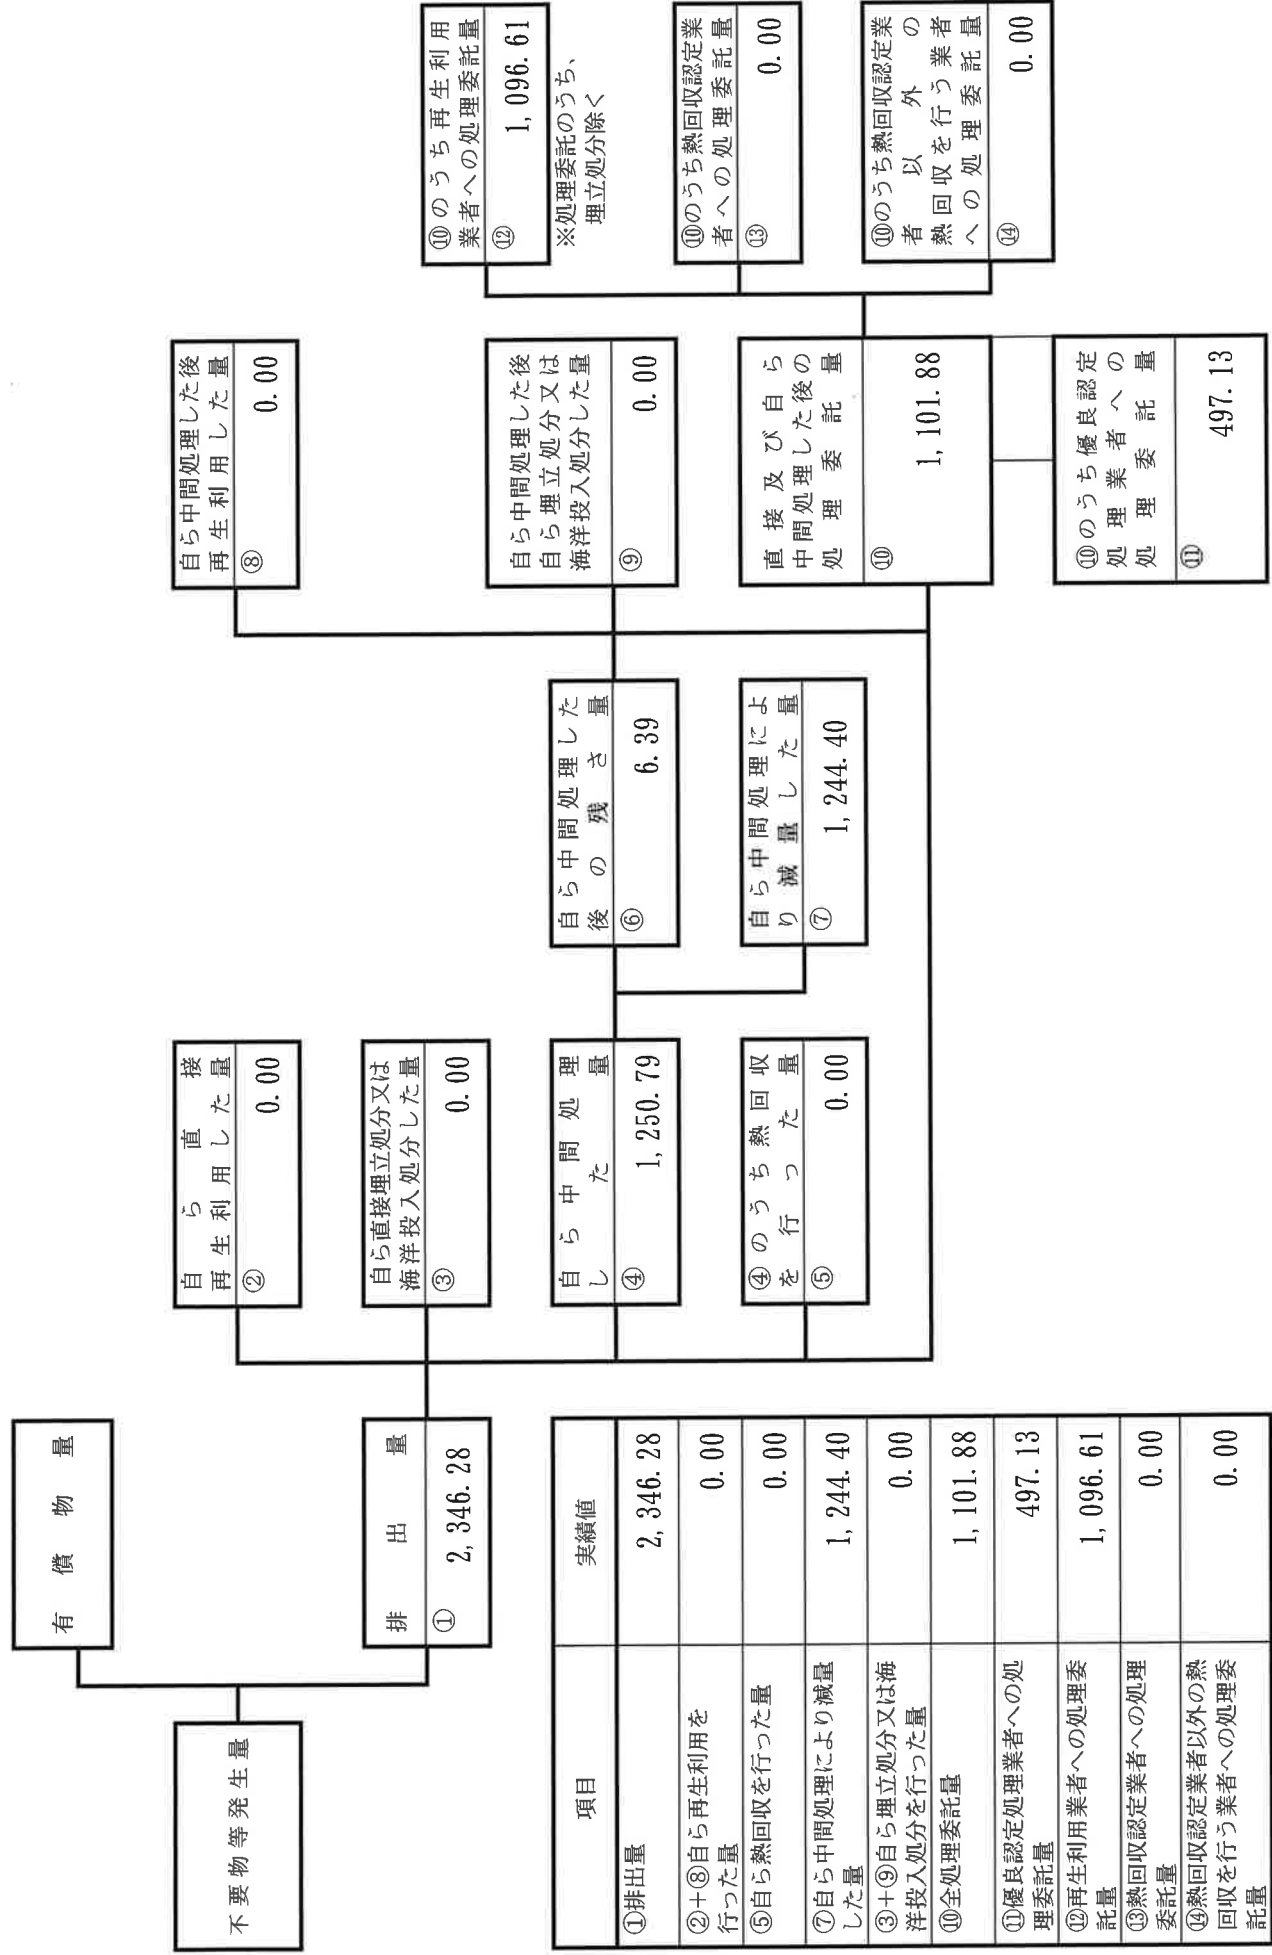 不要物等発生量
有償物量
排出量
① 2,346.28
自ら直接
再生利用した量
② 0.00
自ら直接埋立処分又は
海洋投入処分した量
③ 0.00
自ら中間処理
した量
④ 1,250.79
④のうち熱回収
を行った量
⑤ 0.00
自ら中間処理した
後の残さ量
⑥ 6.39
自ら中間処理によ
り減量した量
⑦ 1,244.40
自ら中間処理した後
再生利用した量
⑧ 0.00
自ら中間処理した後
自ら埋立処分又は
海洋投入処分した量
⑨ 0.00
直接及び自ら
中間処理した後の
処理委託量
⑩ 1,101.88
⑩のうち優良認定
処理業者への
処理委託量
⑪ 497.13
⑩のうち再生利用
業者への処理委託量
⑫ 1,096.61
※処理委託のうち、
埋立処分除く
⑩のうち熱回収認定業
者への処理委託量
⑬ 0.00
⑩のうち熱回収認定業
者以外の
熱回収を行う業者
への処理委託量
⑭ 0.00
項目 実績値
①排出量 2,346.28
②+⑧自ら再生利用を
行った量 0.00
⑤自ら熱回収を行った量 0.00
⑦自ら中間処理により減量
した量 1,244.40
③+⑨自ら埋立処分又は海
洋投入処分を行った量 0.00
⑩全処理委託量 1,101.88
⑪優良認定処理業者への処
理委託量 497.13
⑫再生利用業者への処理委
託量 1,096.61
⑬熱回収認定業者への処理
委託量 0.00
⑭熱回収認定業者以外の熱
回収を行う業者への処理委
託量 0.00